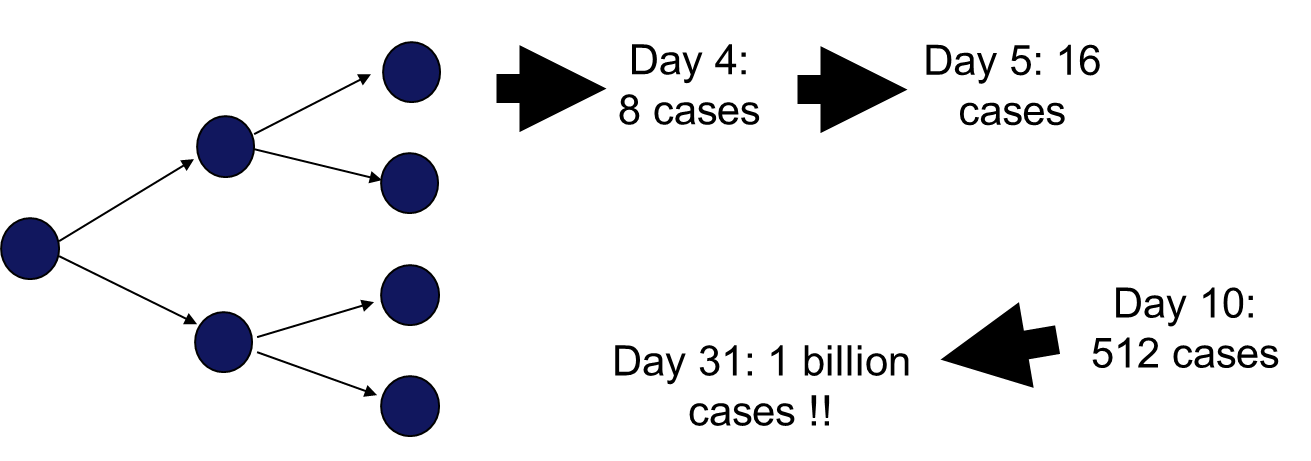 Day 4:
8 cases
Day 5: 16
cases
Day 10:
512 cases
Day 31: 1 billion
cases !!